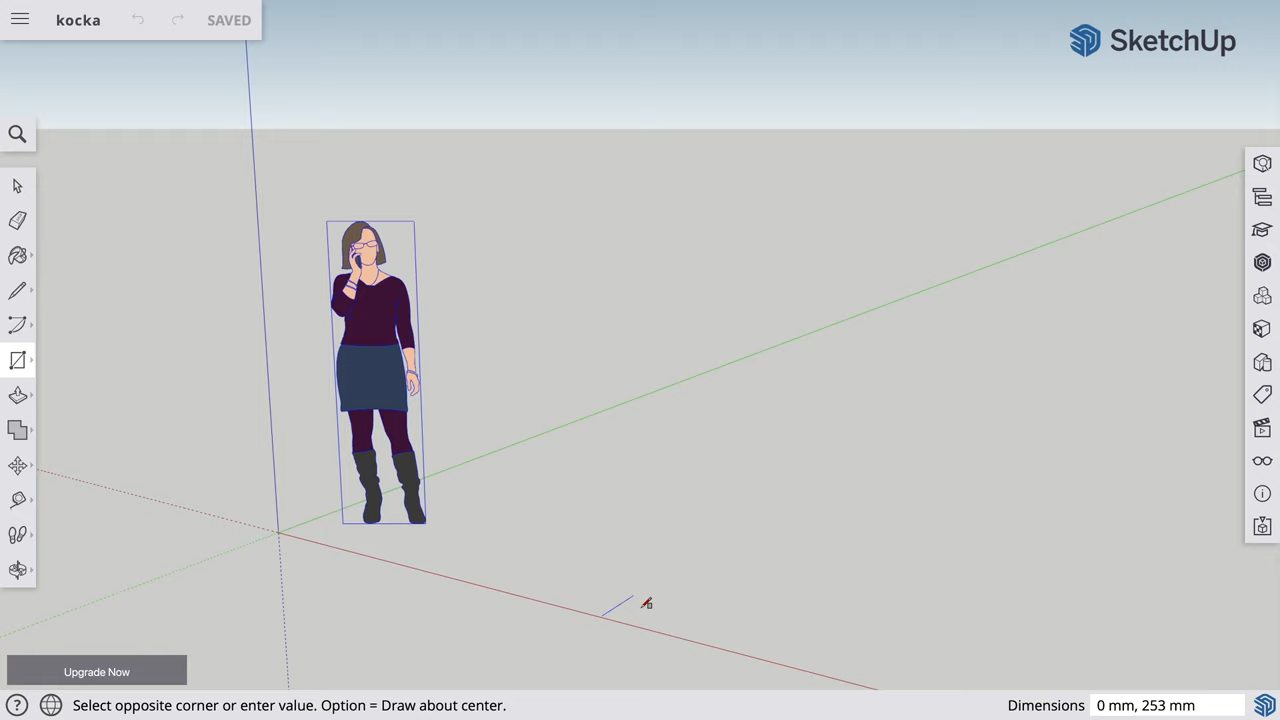 kocka SAVED
SketchUp
Upgrade Now
Select opposite corner or enter value. Option = Draw about center.
Dimensions 0 mm, 253 mm